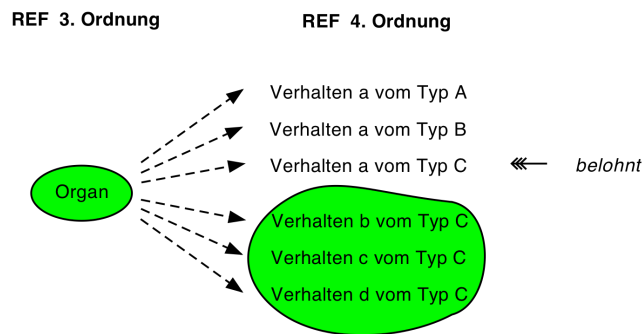 REF 3. Ordnung
REF 4. Ordnung
Verhalten a vom Typ A
Verhalten a vom Typ B
Verhalten a vom Typ C
belohnt
Organ
Verhalten b vom Typ C
Verhalten c vom Typ C
Verhalten d vom Typ C